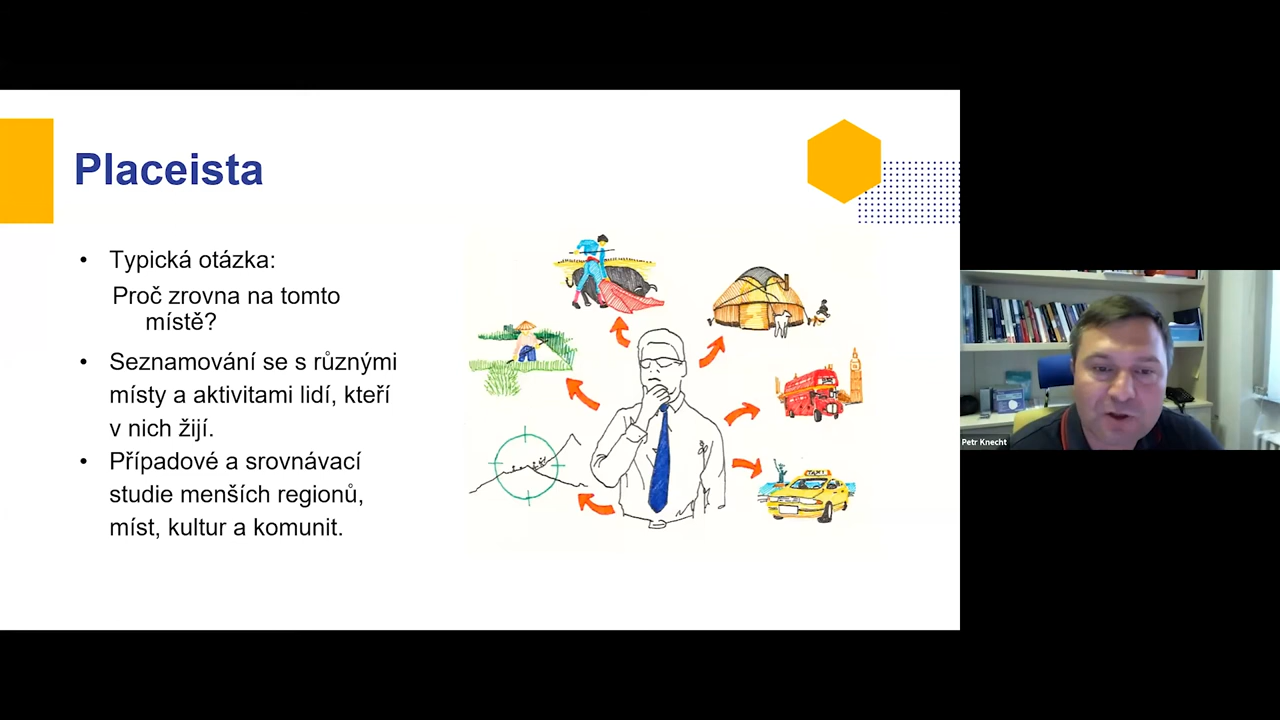 Placeista
• Typická otázka:
Proč zrovna na tomto
místě?
• Seznamování se s různými
místy a aktivitami lidí, kteří
v nich žijí.
• Případové a srovnávací
studie menších regionů,
míst, kultur a komunit.
TAXI
Petr Knecht